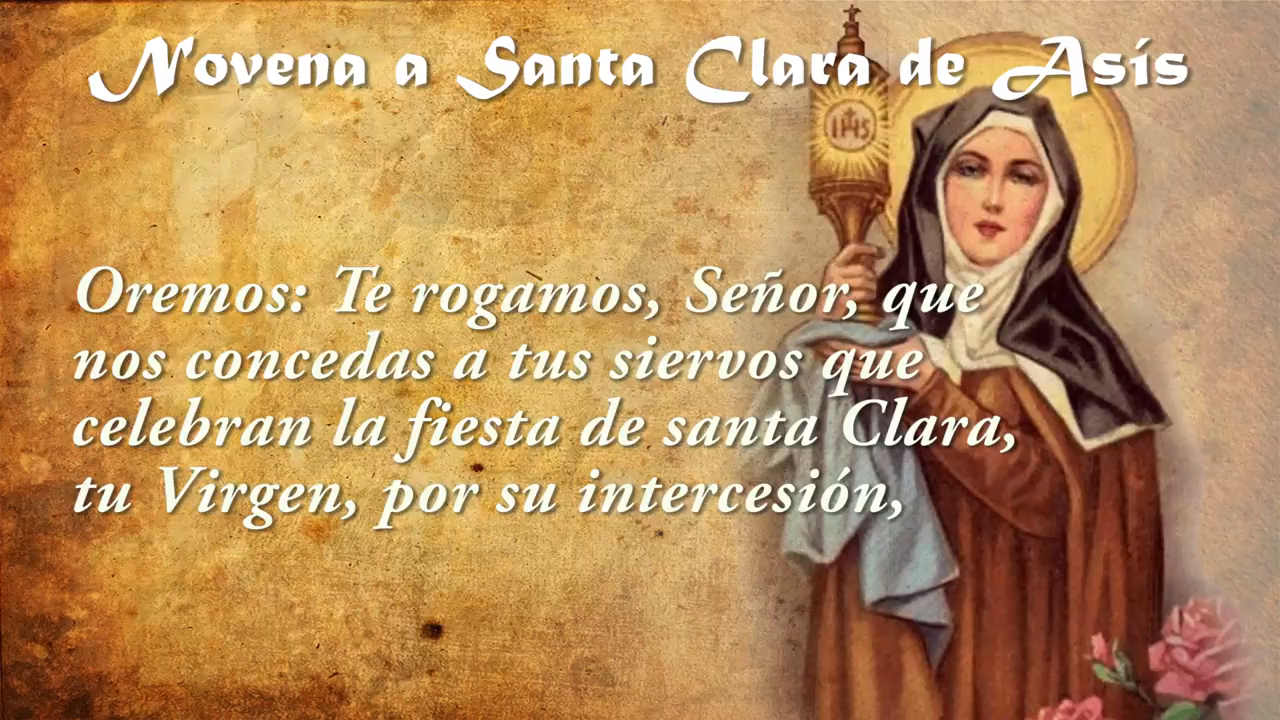 Novena a Santa Clara de Asís
IHS
Oremos: Te rogamos, Señor, que
nos concedas a tus siervos que
celebran la fiesta de santa Clara,
tu Virgen, por su intercesión,